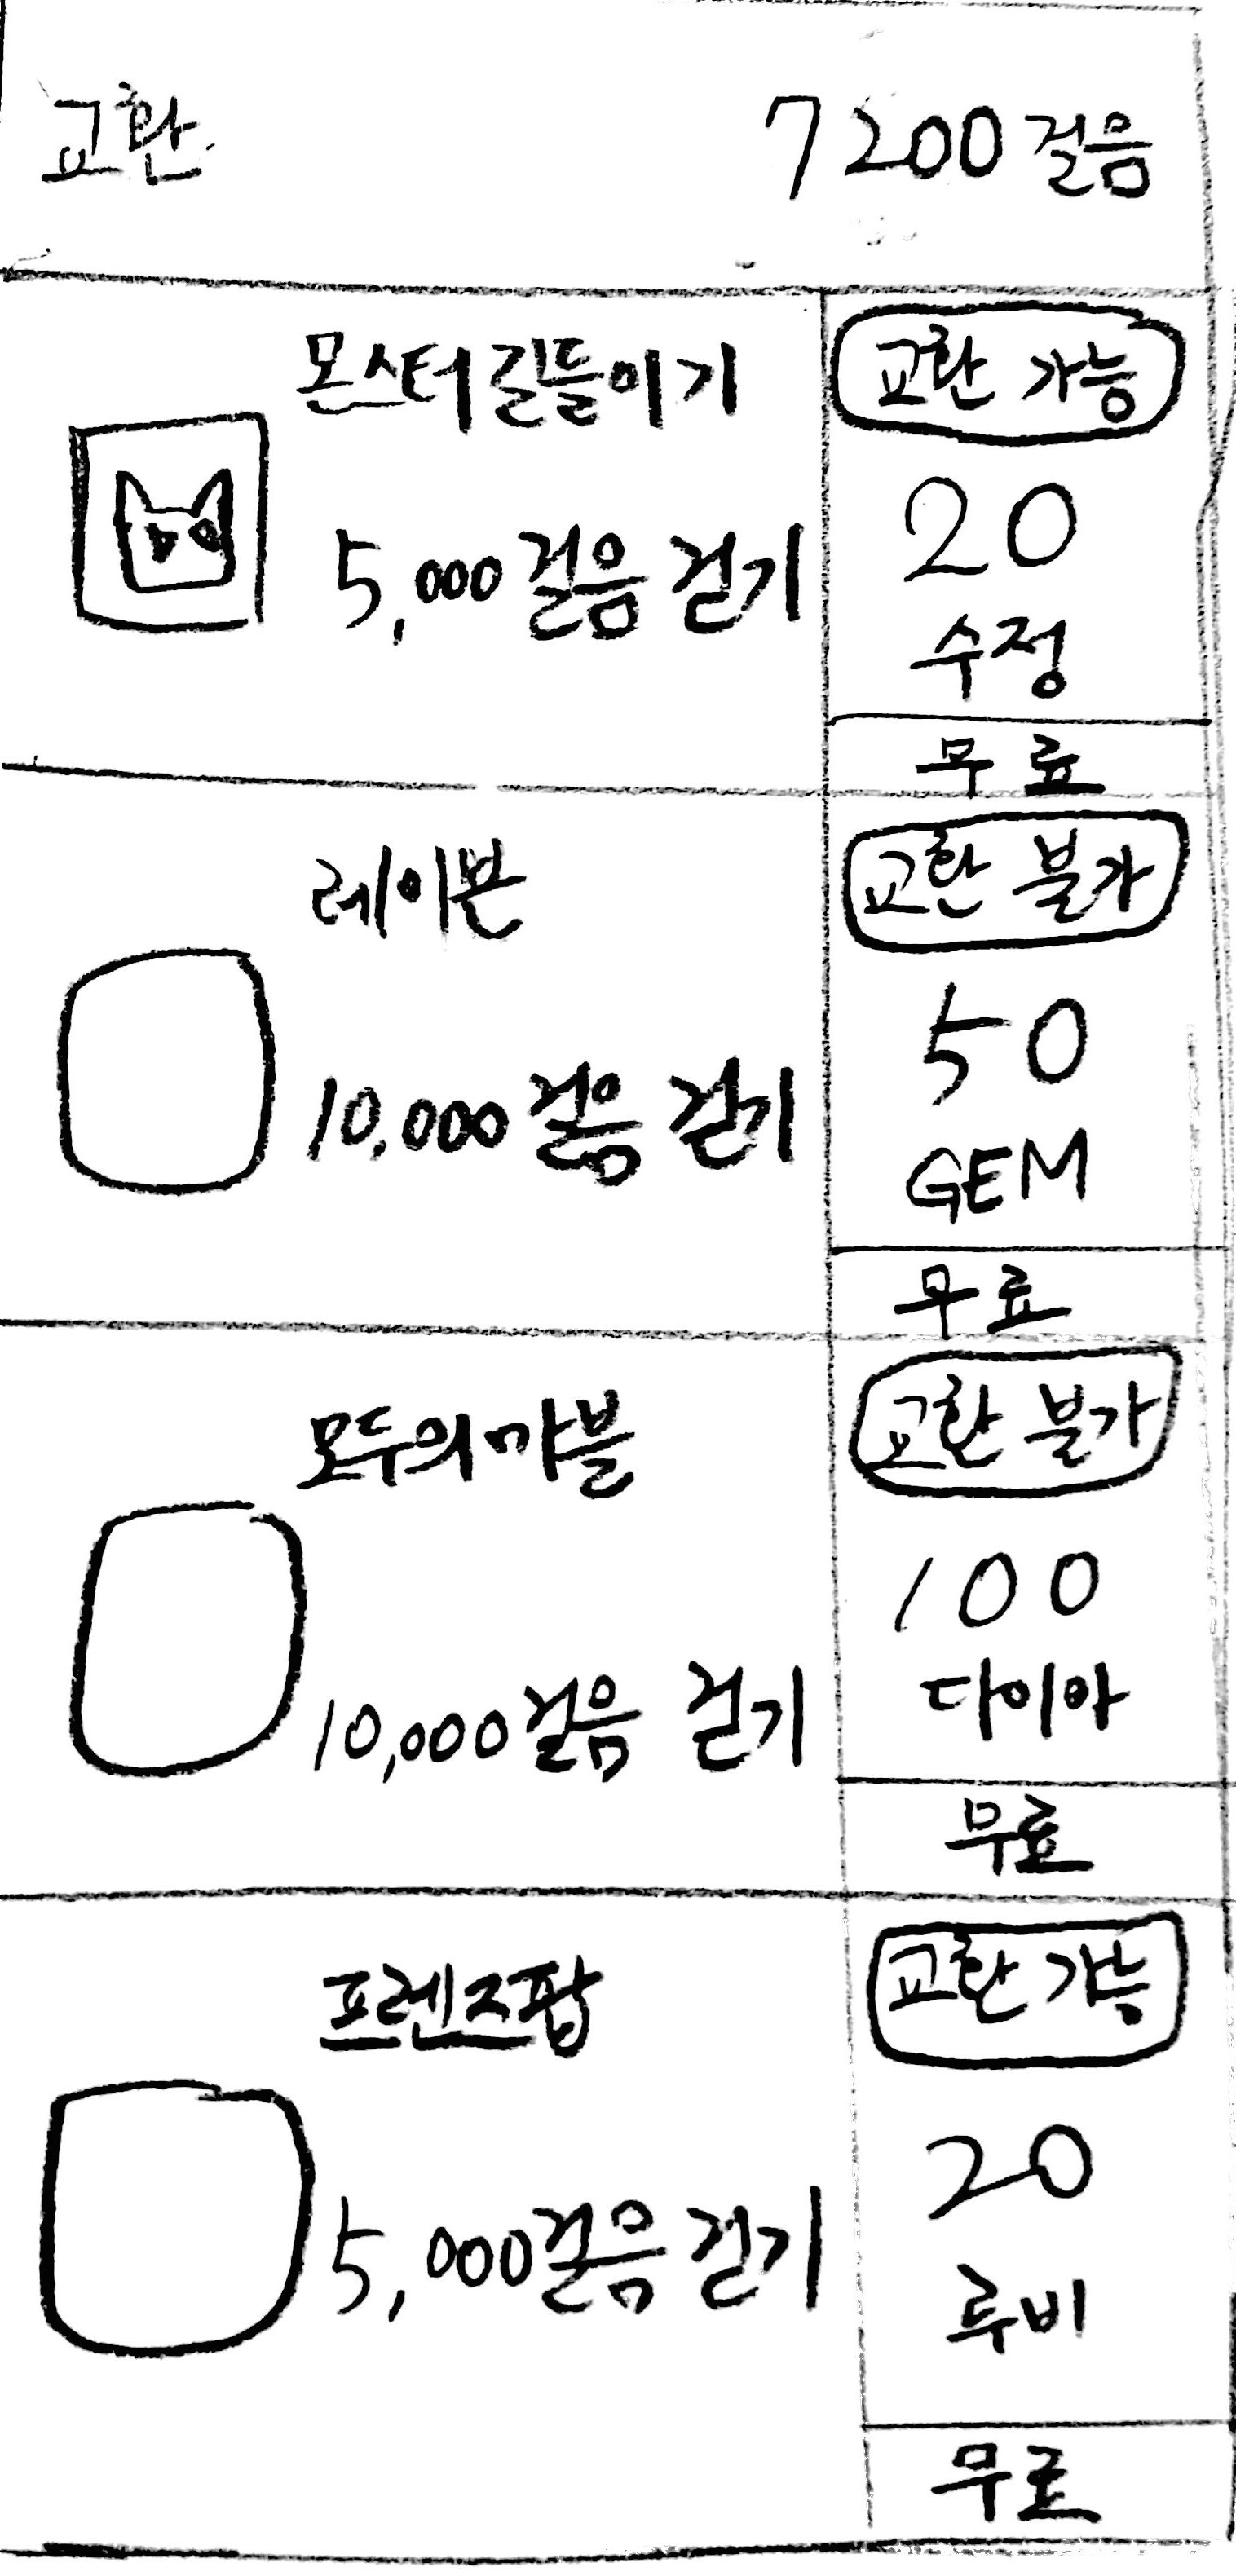 교환
7200걸음
몬스터길들이기
교환 가능
5,000걸음 걷기
20
수정
무료
레이븐
교환 불가
10,000걸음 걷기
50
GEM
무료
모두의마블
교환 불가
10,000걸음 걷기
100
다이아
무료
프렌즈팝
교환 가능
5,000걸음 걷기
20
루비
무료